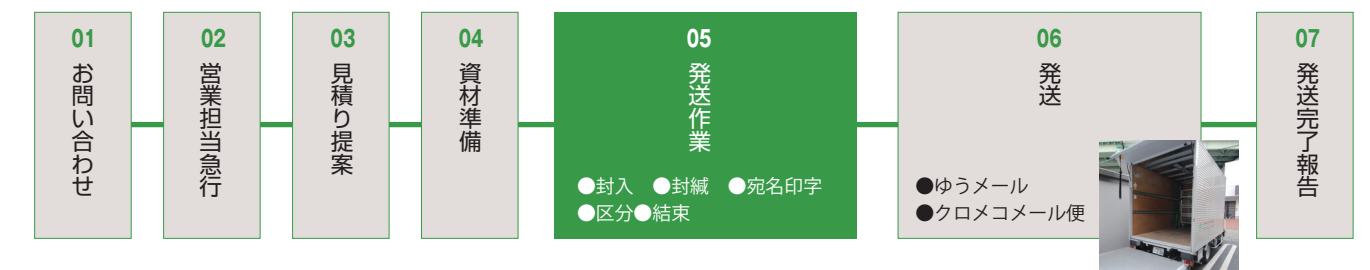 01
お問い合わせ
02
営業担当急行
03
見積り提案
04
資材準備
05
発送作業
●封入　●封緘　●宛名印字
●区分●結束
06
発送
●ゆうメール
●クロメコメール便
07
発送完了報告